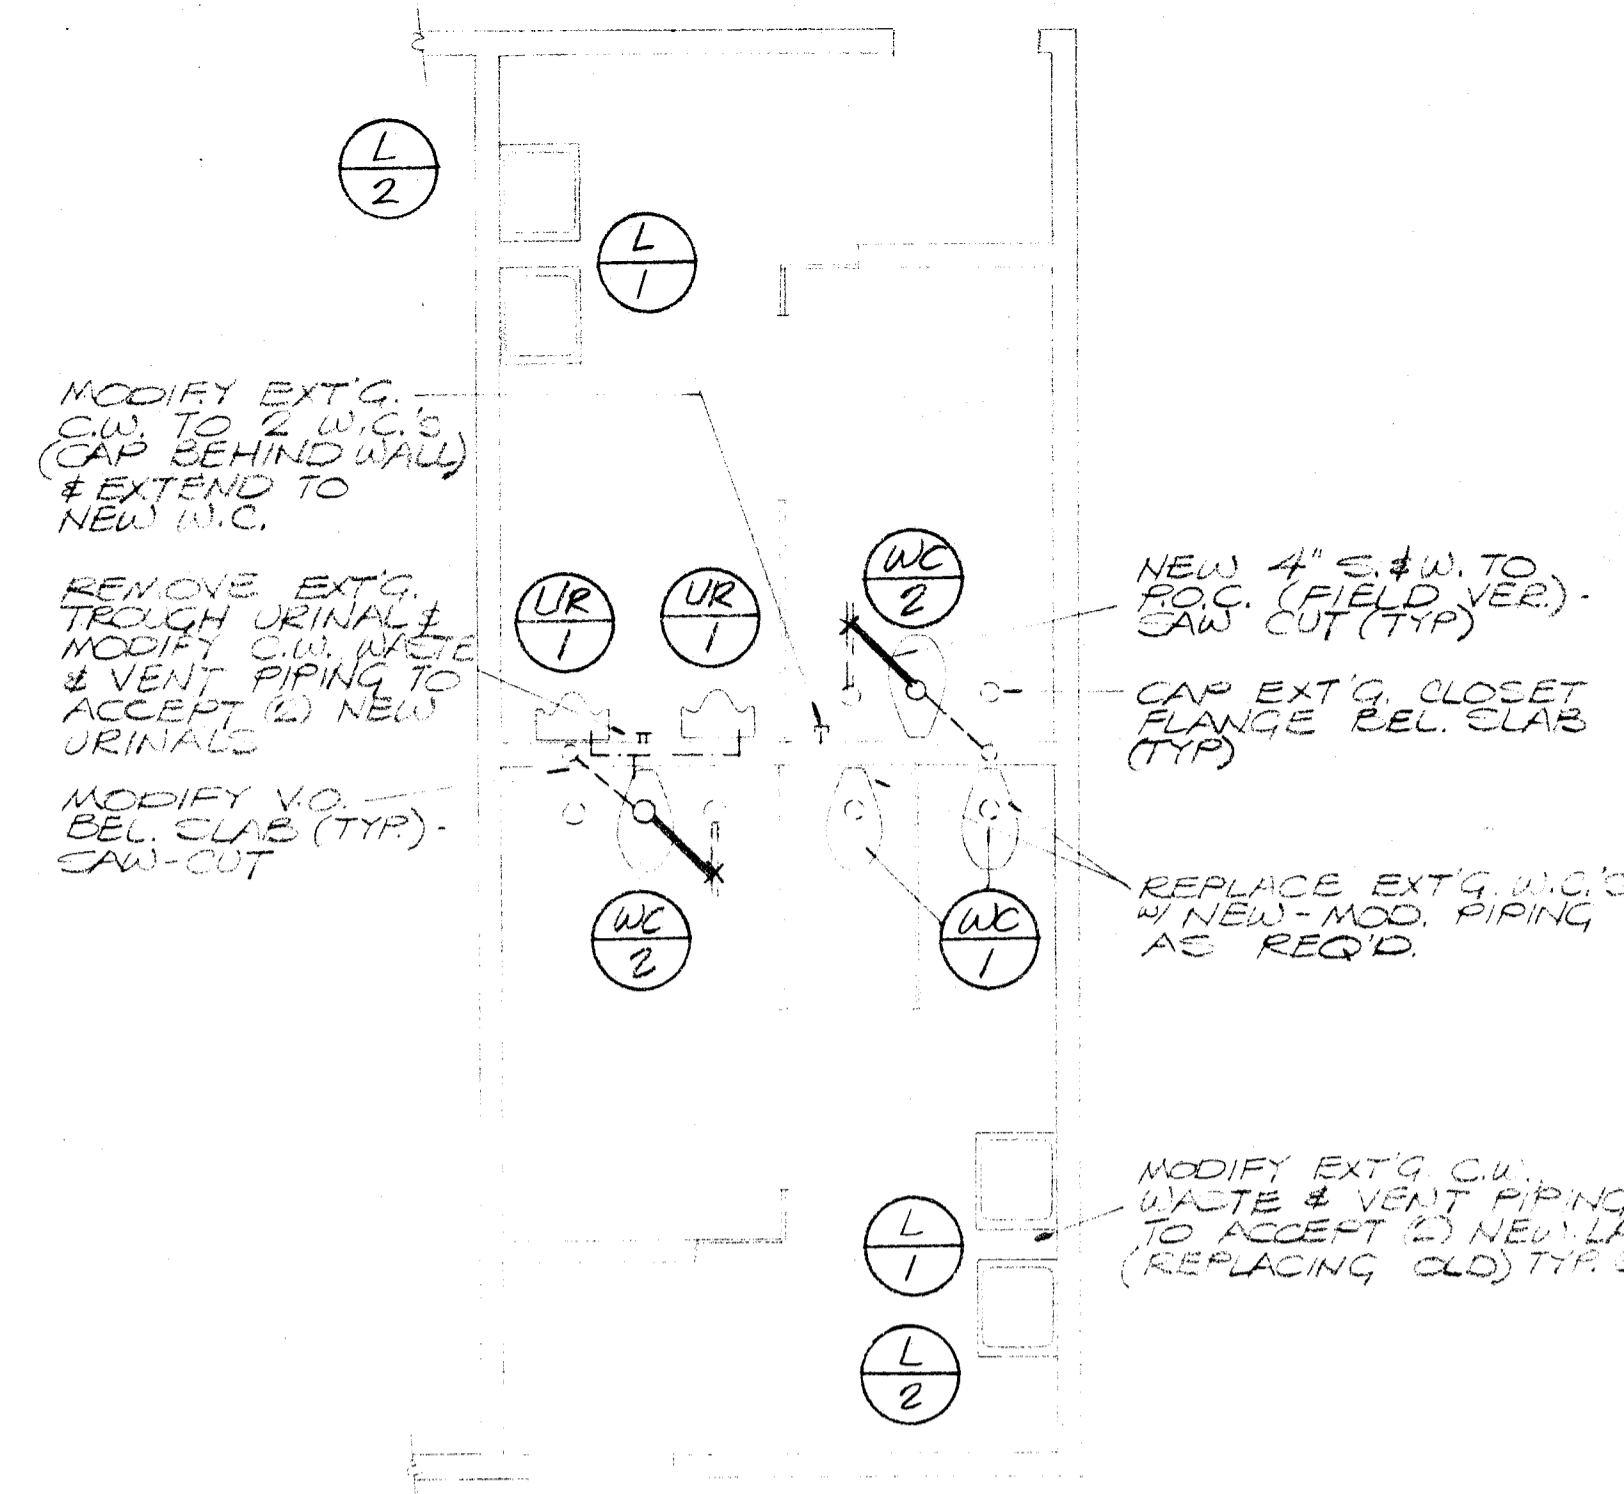 L
2
L
1
MODIFY EXT'G.
C.W. TO 2 W.C.'S
(CAP BEHIND WALL)
& EXTEND TO
NEW W.C.
REMOVE EXT'G.
TROUGH URINAL &
MODIFY C.W. WASTE
& VENT PIPING TO
ACCEPT (2) NEW
URINALS
MODIFY V.O.
BEL. SLAB (TYP.) -
SAW-CUT
UR
1
UR
1
WC
2
WC
2
WC
1
NEW 4" S. & W. TO
P.O.C. (FIELD VER.) -
SAW CUT (TYP)
CAP EXT'G. CLOSET
FLANGE BEL. SLAB
(TYP)
REPLACE EXT'G. W.C.'S
W/ NEW - MOD. PIPING
AS REQ'D.
L
1
L
2
MODIFY EXT'G. C.W.
WASTE & VENT PIPING
TO ACCEPT (2) NEW
(REPLACING OLD) TYP.